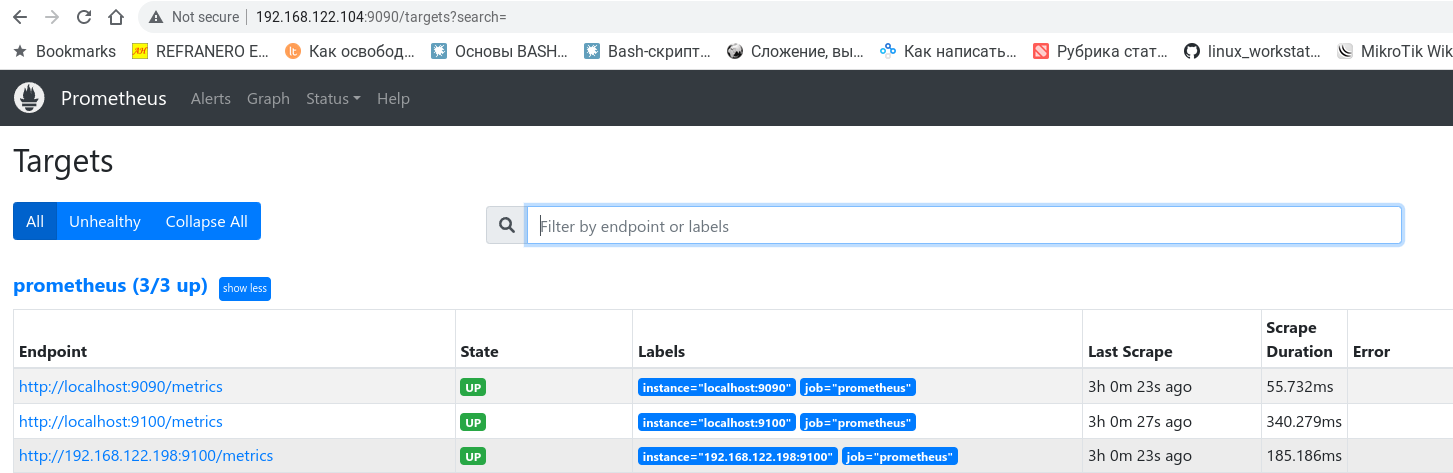 Not secure 192.168.122.104:9090/targets?search=
Bookmarks REFRANERO E... Как освобод... Основы BASH... Bash-скрипт... Сложение, вы... Как написать... Рубрика стат... linux_workstat... MikroTik Wik
Prometheus Alerts Graph Status Help
Targets
All Unhealthy Collapse All Filter by endpoint or labels
prometheus (3/3 up) show less
Scrape
Endpoint State Labels Last Scrape Duration Error
http://localhost:9090/metrics UP instance="localhost:9090" job="prometheus" 3h 0m 23s ago 55.732ms
http://localhost:9100/metrics UP instance="localhost:9100" job="prometheus" 3h 0m 27s ago 340.279ms
http://192.168.122.198:9100/metrics UP instance="192.168.122.198:9100" job="prometheus" 3h 0m 23s ago 185.186ms